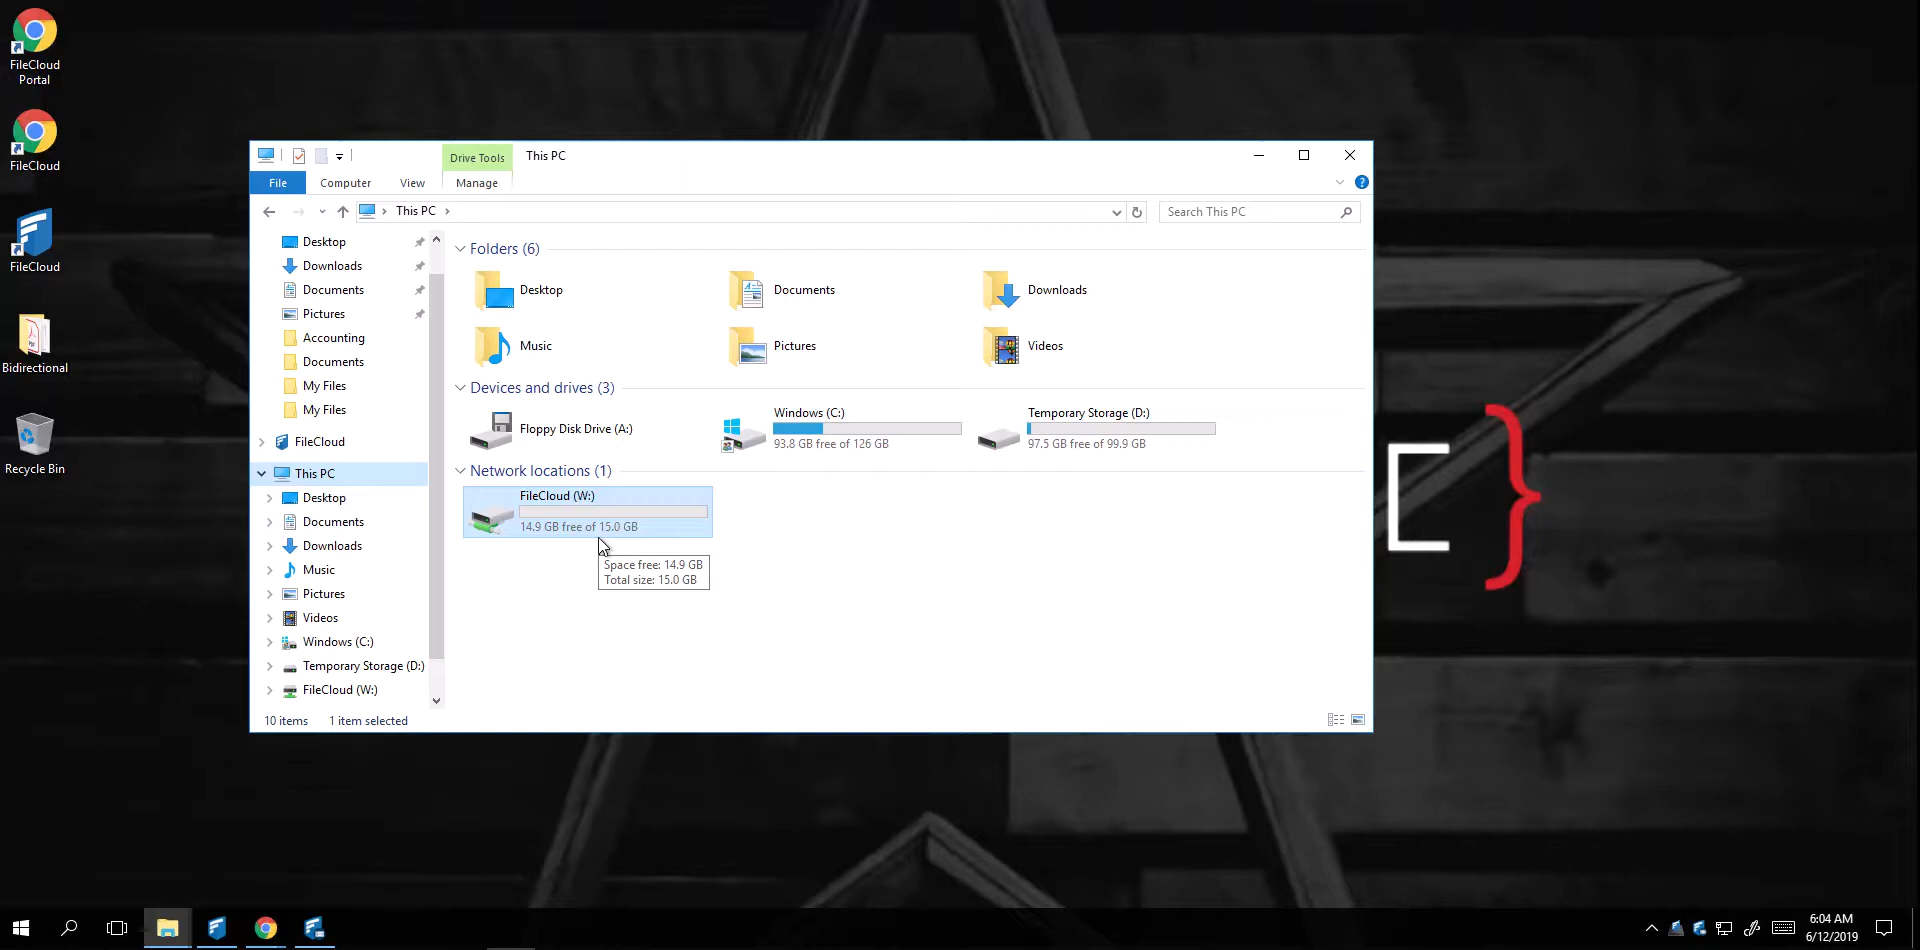 FileCloud
Portal
FileCloud
FileCloud
Bidirectional
Recycle Bin
Drive Tools
This PC
File
Computer
View
Manage
This PC
Search This PC
Desktop
Downloads
Documents
Pictures
Accounting
Documents
My Files
My Files
FileCloud
This PC
Desktop
Documents
Downloads
Music
Pictures
Videos
Windows (C:)
Temporary Storage (D:)
FileCloud (W:)
Folders (6)
Desktop
Documents
Downloads
Music
Pictures
Videos
Devices and drives (3)
Floppy Disk Drive (A:)
Windows (C:)
93.8 GB free of 126 GB
Temporary Storage (D:)
97.5 GB free of 99.9 GB
Network locations (1)
FileCloud (W:)
14.9 GB free of 15.0 GB
Space free: 14.9 GB
Total size: 15.0 GB
10 items
1 item selected
6:04 AM
6/12/2019